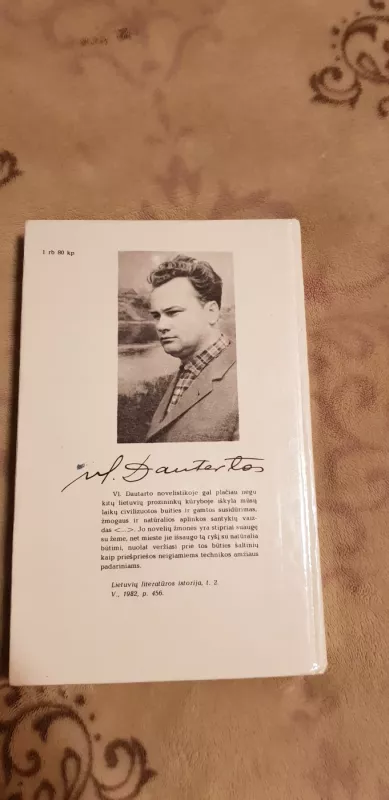 1 rb 80 kp
Vl. Dautartas
Vl. Dautarto novelistikoje gal plačiau negu
kitų lietuvių prozininkų kūryboje iškyla mūsų
laikų civilizuotos buities ir gamtos susidūrimas,
žmogaus ir natūralios aplinkos santykių vaiz-
das <...>. Jo novelių žmonės yra stipriai suaugę
su žeme, net mieste jie išsaugo tą ryšį su natūralia
būtimi, nuolat veržiasi prie tos būties šaltinių
kaip priešpriešos neigiamiems technikos amžiaus
padariniams.
Lietuvių literatūros istorija, t. 2.
V., 1982, p. 456.